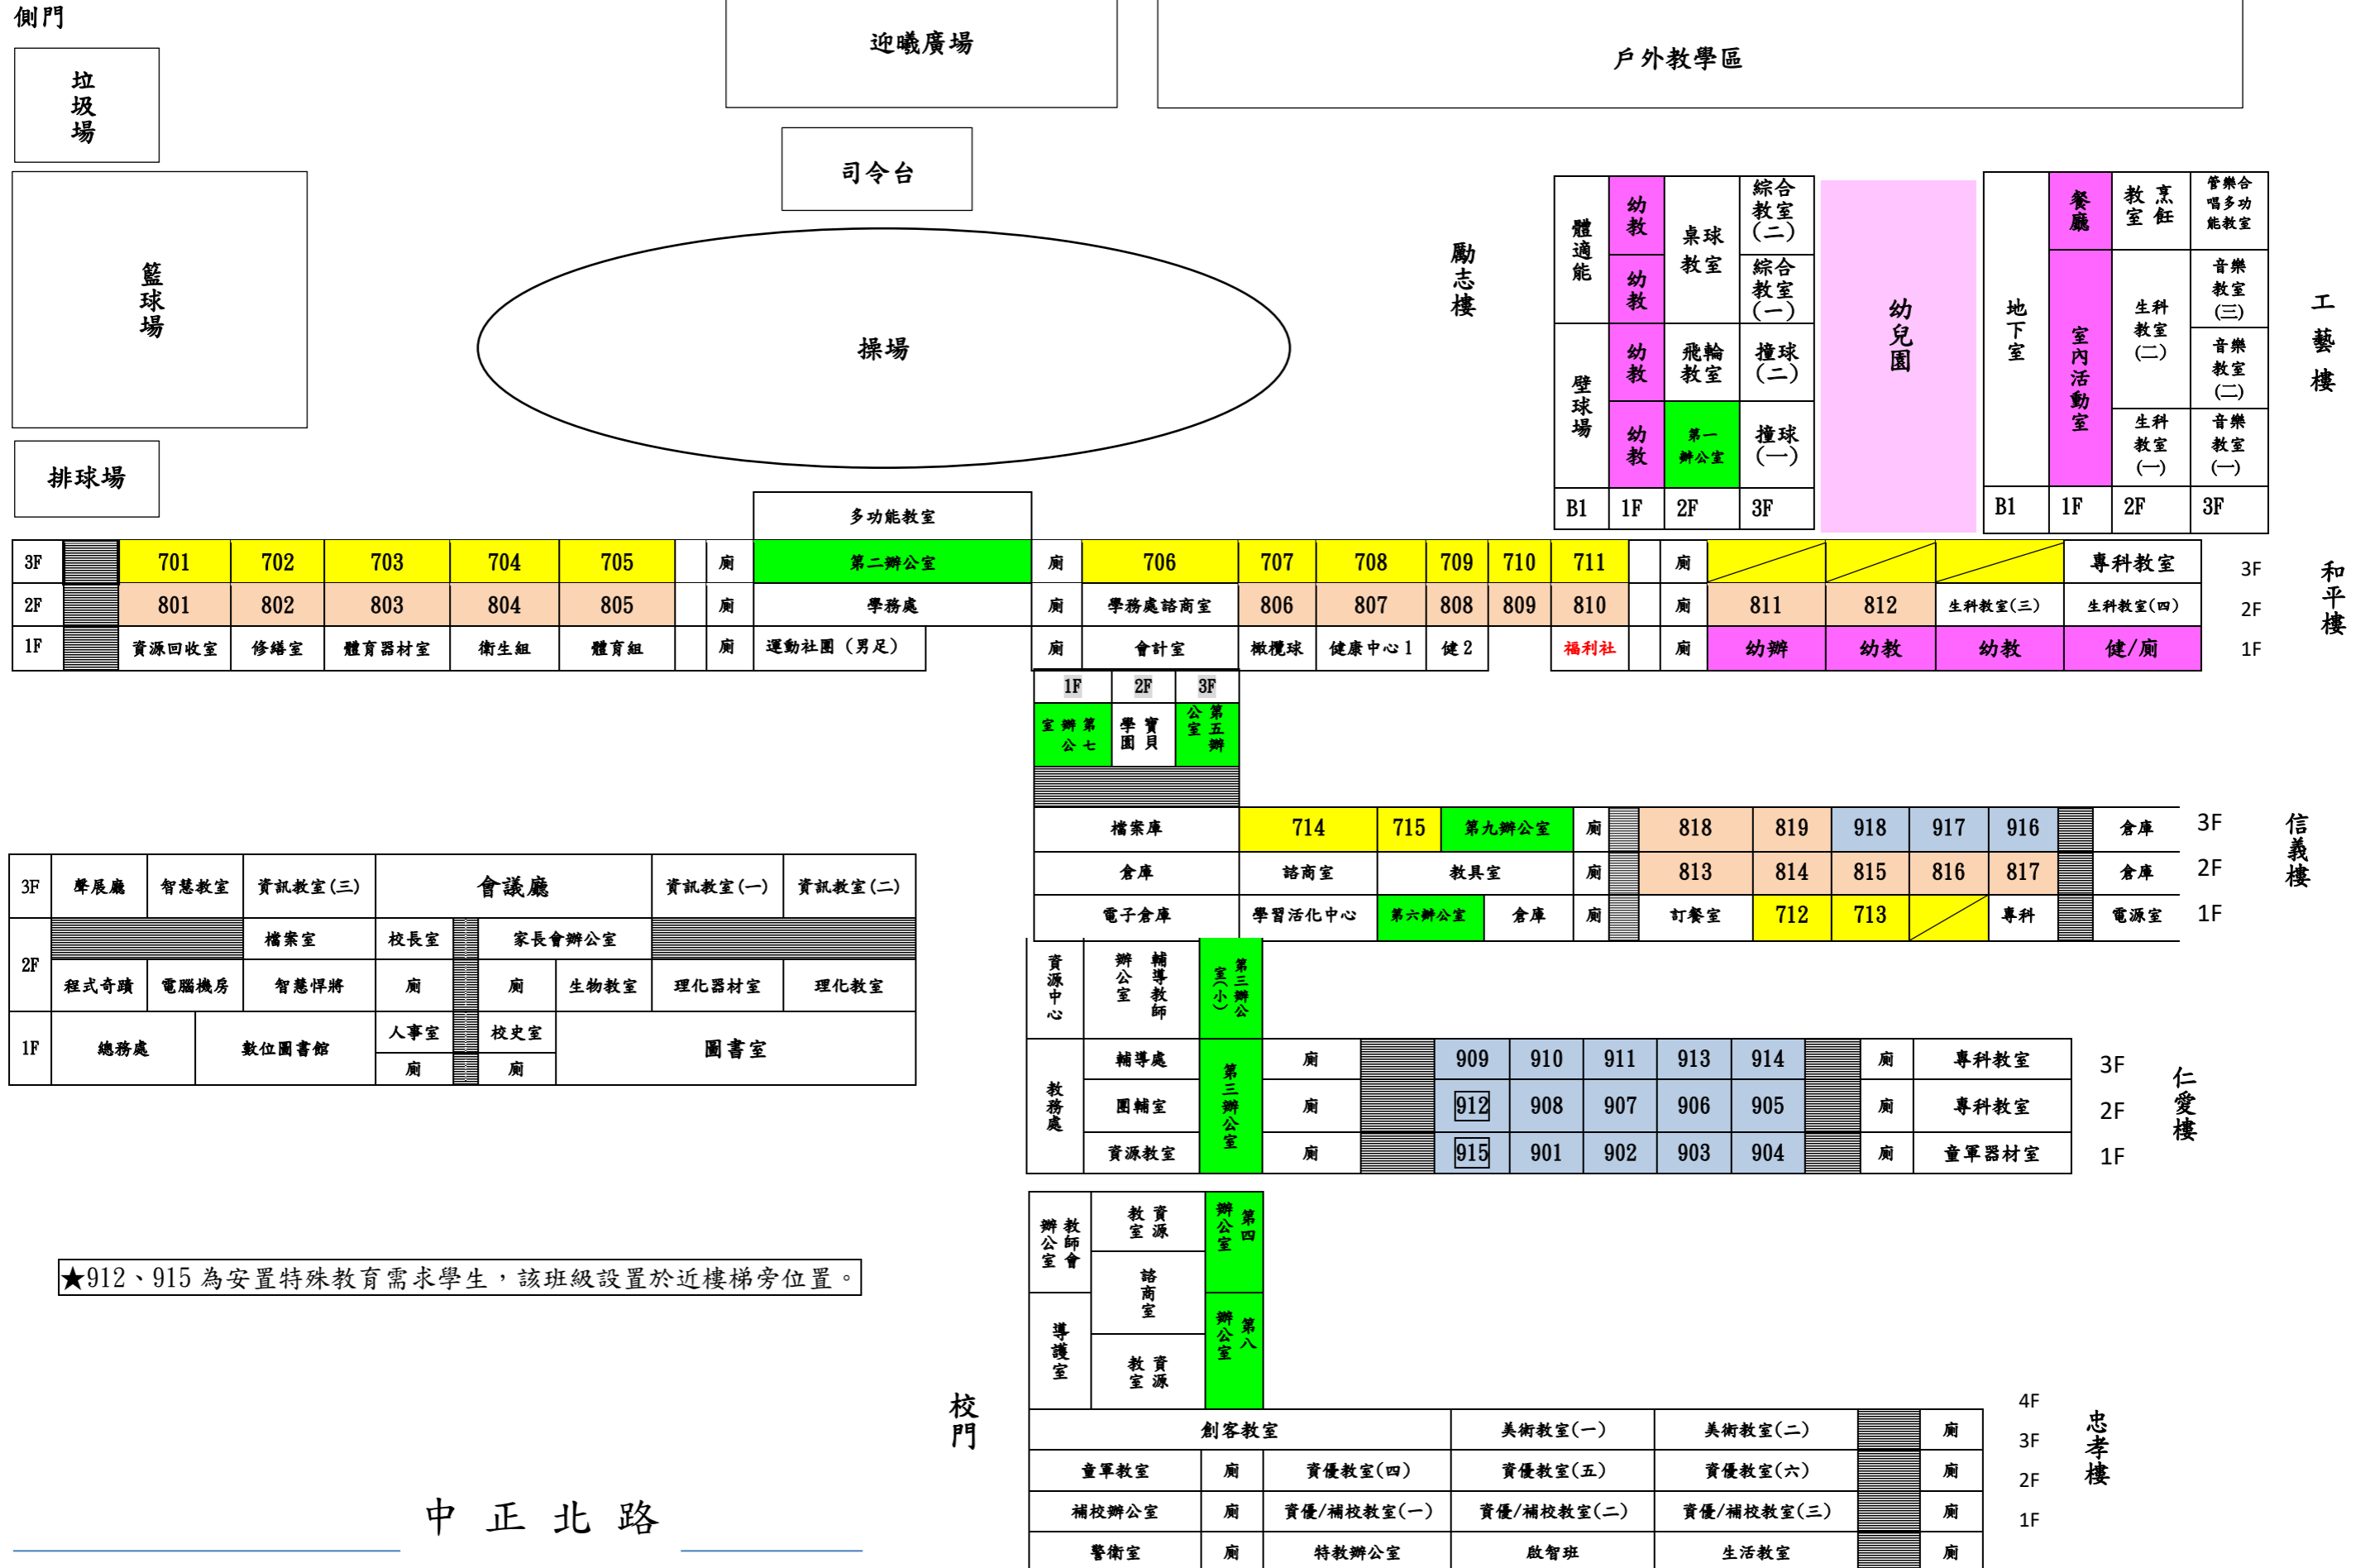 側門
迎曦廣場
戶外教學區
垃圾場
司令台
籃球場
操場
排球場
勵志樓
體適能
幼教
桌球
教室
綜合
教室
(二)
幼教
綜合
教室
(一)
壁球場
幼教
飛輪
教室
撞球
(二)
幼教
第一
辦公室
撞球
(一)
B1 1F 2F 3F
幼兒園
地下室
餐廳
烹飪
教室
管樂合
唱多功
能教室
室內活動室
生科
教室
(二)
音樂
教室
(三)
音樂
教室
(二)
生科
教室
(一)
音樂
教室
(一)
B1 1F 2F 3F
工藝樓
多功能教室
3F 701 702 703 704 705 廁 第二辦公室 廁 706 707 708 709 710 711 廁 專科教室 3F
2F 801 802 803 804 805 廁 學務處 廁 學務處諮商室 806 807 808 809 810 廁 811 812 生科教室(三) 生科教室(四) 2F
1F 資源回收室 修繕室 體育器材室 衛生組 體育組 廁 運動社團 (男足) 廁 會計室 橄欖球 健康中心1 健2 福利社 廁 幼辦 幼教 幼教 健/廁 1F
和平樓
1F 2F 3F
第七
辦公
室
寶貝
學園
第五辦
公室
檔案庫 714 715 第九辦公室 廁 818 819 918 917 916 倉庫 3F
倉庫 諮商室 教具室 廁 813 814 815 816 817 倉庫 2F
電子倉庫 學習活化中心 第六辦公室 倉庫 廁 訂餐室 712 713 專科 電源室 1F
信義樓
3F 聲展廳 智慧教室 資訊教室(三) 會議廳 資訊教室(一) 資訊教室(二)
2F 檔案室 校長室 家長會辦公室
程式奇蹟 電腦機房 智慧悍將 廁 廁 生物教室 理化器材室 理化教室
1F 總務處 數位圖書館 人事室 校史室 圖書室
廁 廁
資源中心
輔導教師
辦公室
第三辦公
室(小)
教務處
第三辦公室
輔導處 廁 909 910 911 913 914 廁 專科教室 3F
團輔室 廁 912 908 907 906 905 廁 專科教室 2F
資源教室 廁 915 901 902 903 904 廁 童軍器材室 1F
仁愛樓
★912、915為安置特殊教育需求學生，該班級設置於近樓梯旁位置。
教師會
辦公室
資源
教室
第四
辦公室
諮商室
導護室
第八
辦公室
資源
教室
校門
4F
創客教室 美術教室(一) 美術教室(二) 廁 3F
童軍教室 廁 資優教室(四) 資優教室(五) 資優教室(六) 廁 2F
補校辦公室 廁 資優/補校教室(一) 資優/補校教室(二) 資優/補校教室(三) 廁 1F
警衛室 廁 特教辦公室 啟智班 生活教室 廁
忠孝樓
中正北路